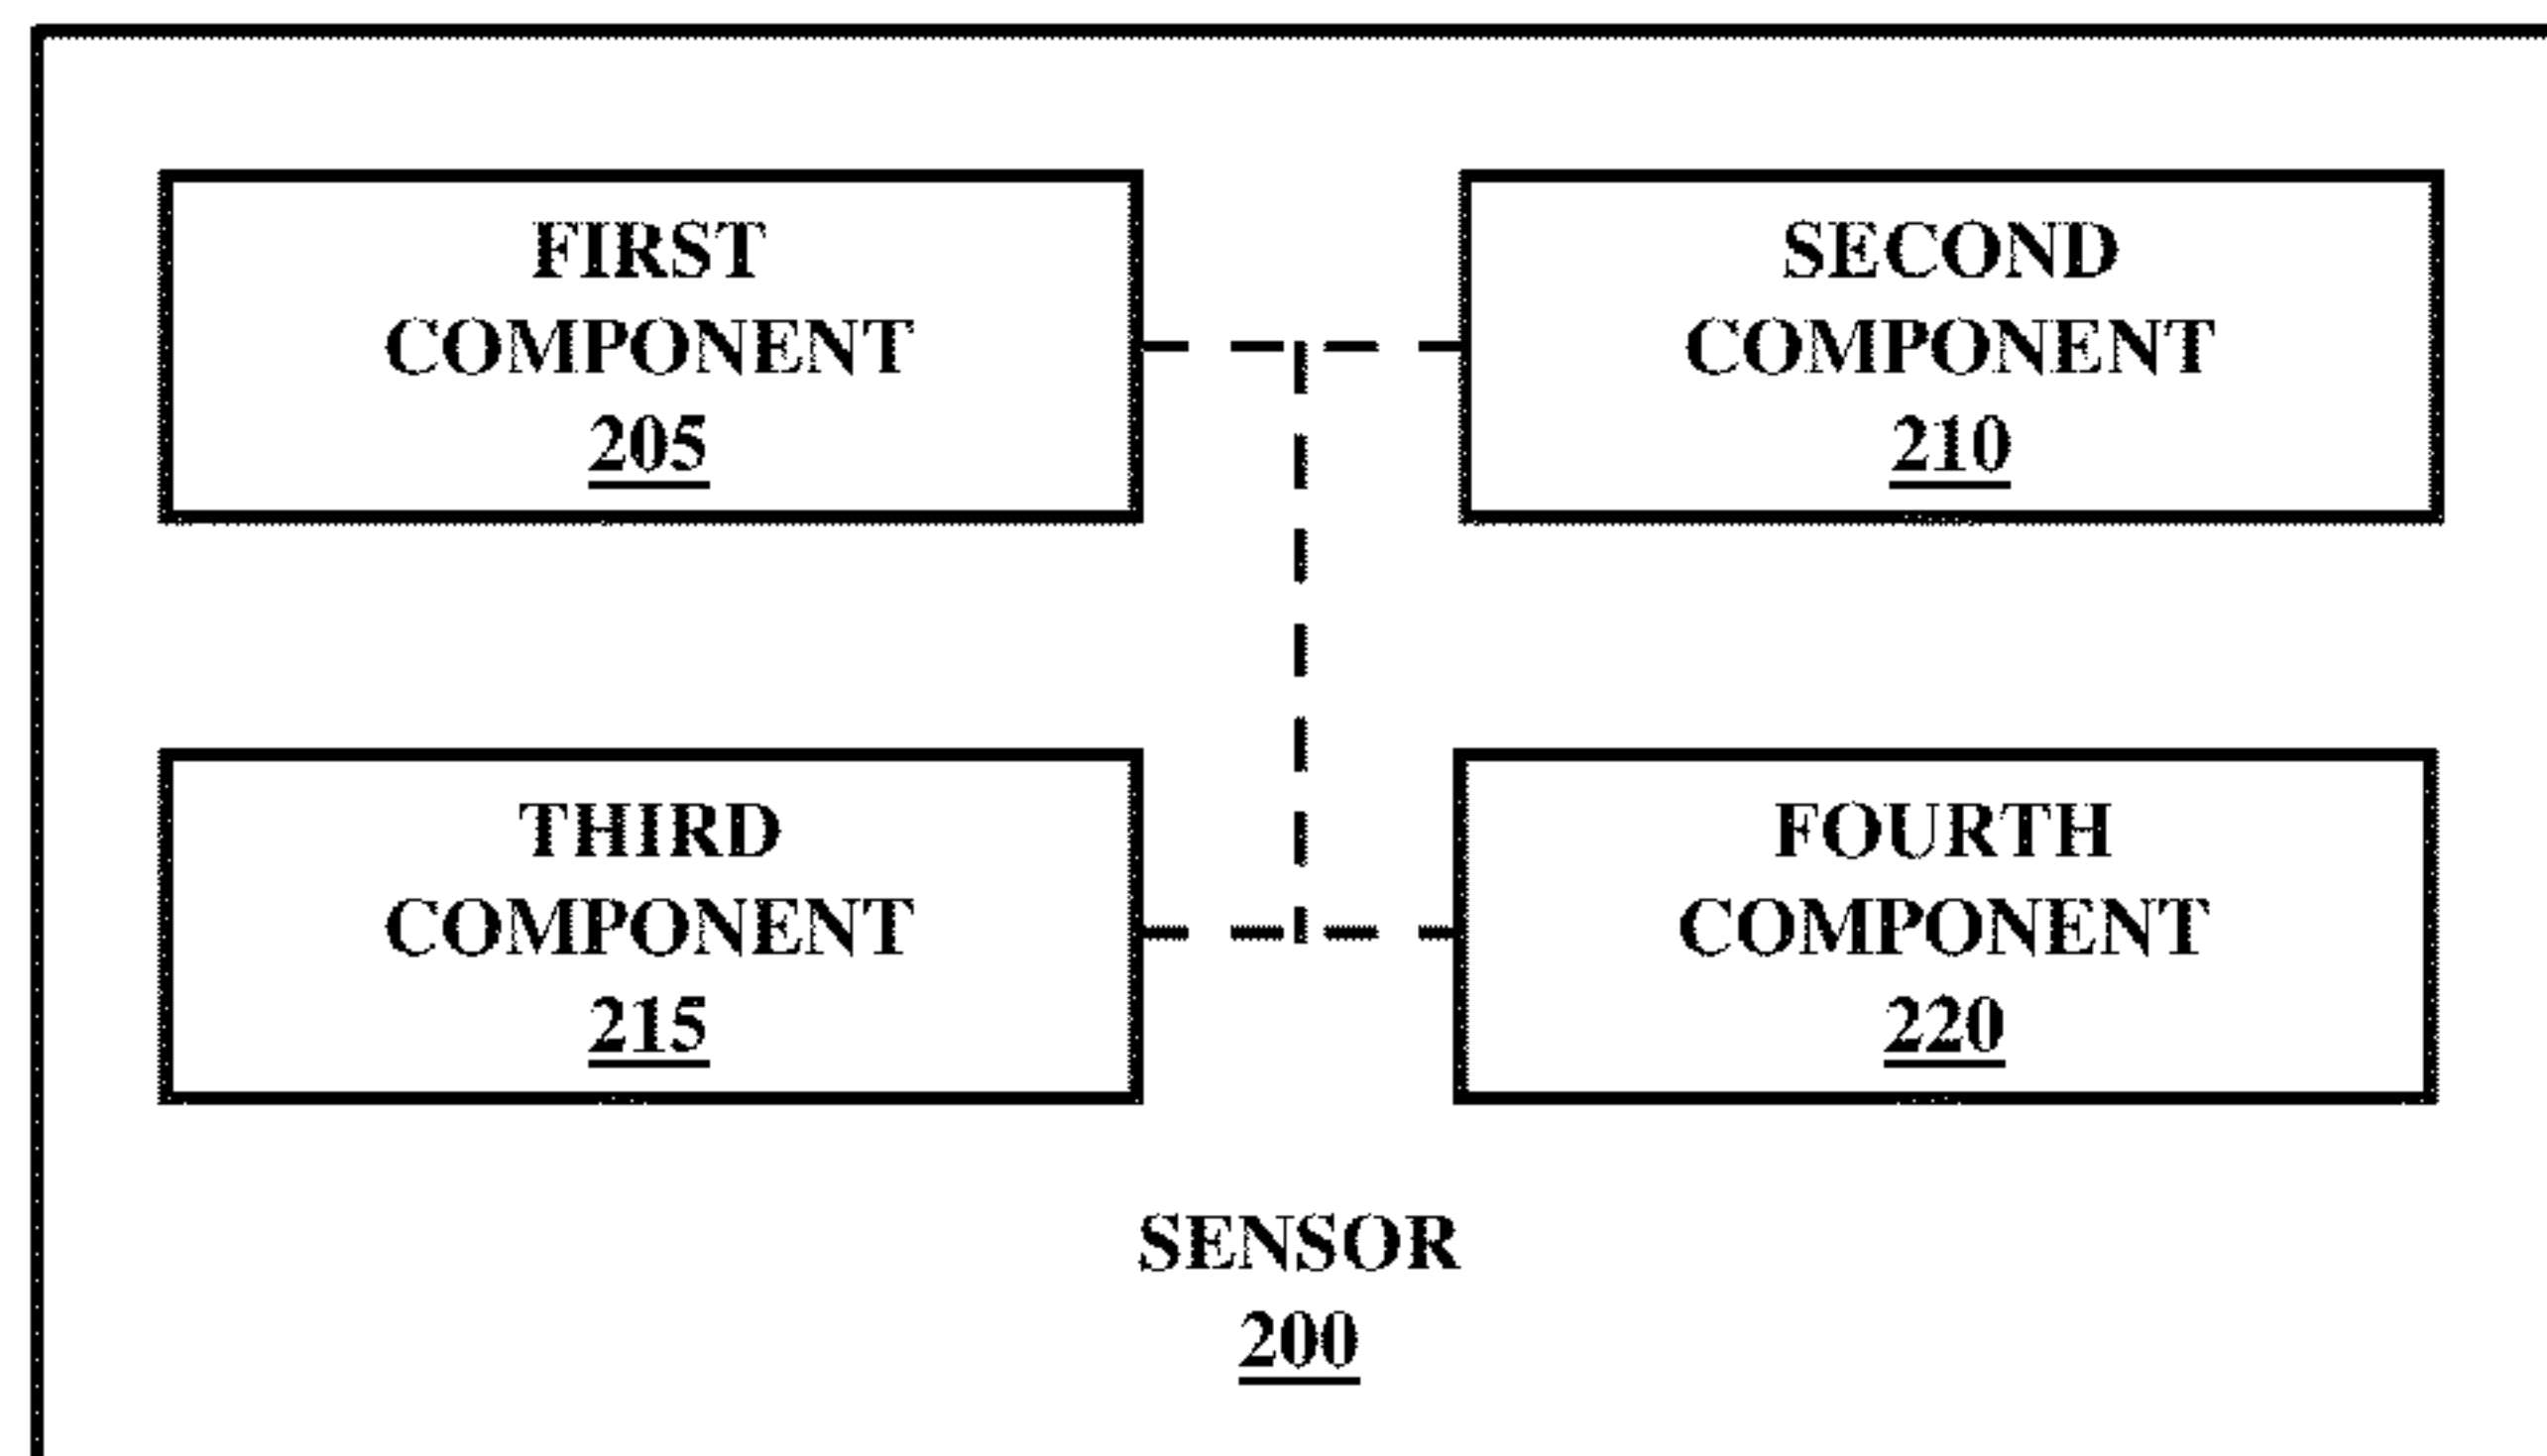 FIRST
COMPONENT
205
SECOND
COMPONENT
210
THIRD
COMPONENT
215
FOURTH
COMPONENT
220
SENSOR
200